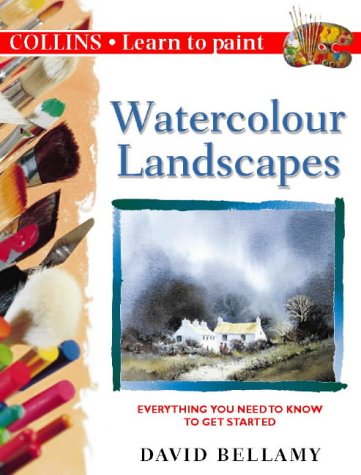 COLLINS • Learn to paint
Watercolour
Landscapes
EVERYTHING YOU NEED TO KNOW
TO GET STARTED
DAVID BELLAMY